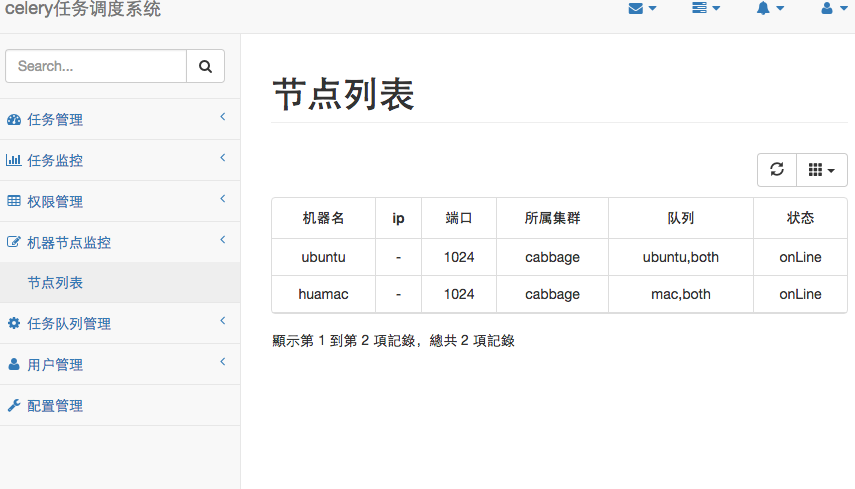 celery任务调度系统
Search...
任务管理
任务监控
权限管理
机器节点监控
节点列表
任务队列管理
用户管理
配置管理
节点列表
机器名 ip 端口 所属集群 队列 状态
ubuntu - 1024 cabbage ubuntu,both onLine
huamac - 1024 cabbage mac,both onLine
顯示第 1 到第 2 項記錄，總共 2 項記錄